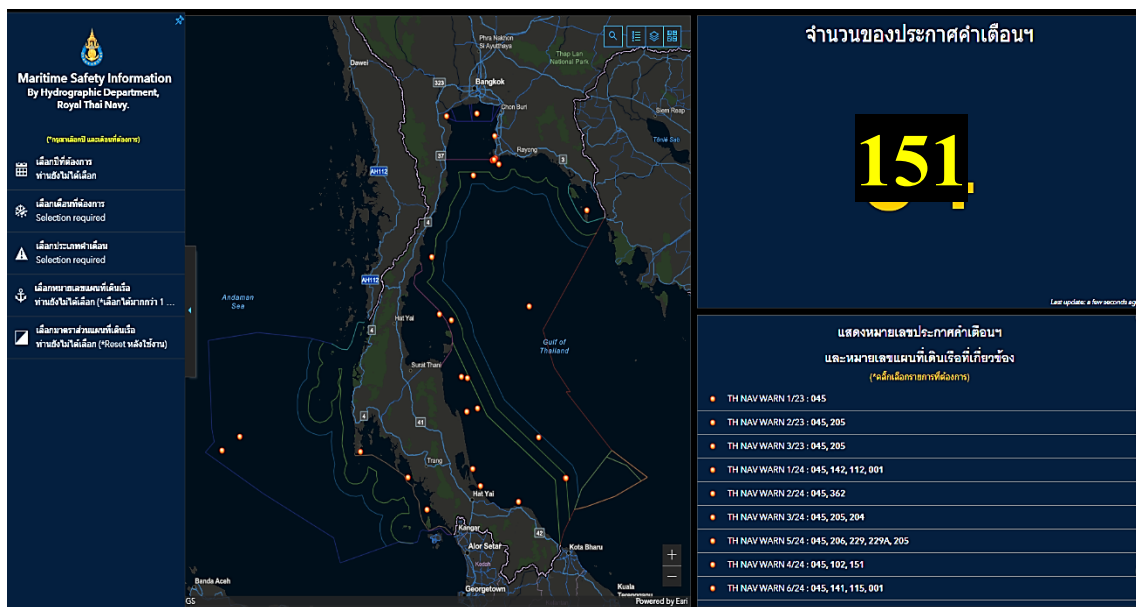 Maritime Safety Information
By Hydrographic Department,
Royal Thai Navy.
(*กรุณาเลือกปี และเดือนที่ต้องการ)
เลือกปีที่ต้องการ
ท่านยังไม่ได้เลือก
เลือกเดือนที่ต้องการ
Selection required
เลือกประเภทคำเตือน
Selection required
เลือกหมายเลขแผนที่เดินเรือ
ท่านยังไม่ได้เลือก (*เลือกได้มากกว่า 1 ...
เลือกมาตราส่วนแผนที่เดินเรือ
ท่านยังไม่ได้เลือก (*Reset หลังใช้งาน)
Phra Nakhon
Si Ayutthaya
Dawei
Thap Lan
National Park
323
Bangkok
Chon Buri
Siem Reap
Tônlé Sab
37
Rayong
3
AH112
4
AH112
Andaman
Sea
Hat Yai
4
Gulf of
Thailand
Surat Thani
4
41
Trang
Hat Yai
Kangar
42
Alor Setar
Kota Bharu
Kedah
Banda Aceh
Georgetown
Kuala
Terengganu
GS
Powered by Esri
จำนวนของประกาศคำเตือนฯ
151
Last update: a few seconds ag
แสดงหมายเลขประกาศคำเตือนฯ
และหมายเลขแผนที่เดินเรือที่เกี่ยวข้อง
(*คลิ๊กเลือกรายการที่ต้องการ)
TH NAV WARN 1/23 : 045
TH NAV WARN 2/23 : 045, 205
TH NAV WARN 3/23 : 045, 205
TH NAV WARN 1/24 : 045, 142, 112, 001
TH NAV WARN 2/24 : 045, 362
TH NAV WARN 3/24 : 045, 205, 204
TH NAV WARN 5/24 : 045, 206, 229, 229A, 205
TH NAV WARN 4/24 : 045, 102, 151
TH NAV WARN 6/24 : 045, 141, 115, 001